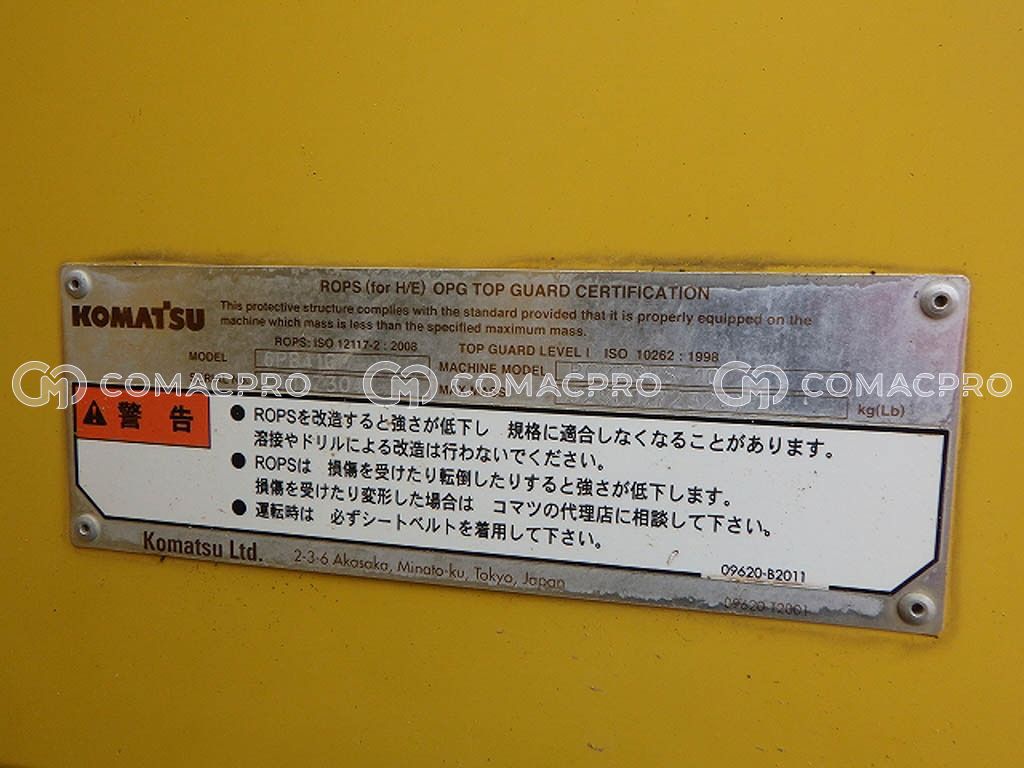 ROPS (for H/E) OPG TOP GUARD CERTIFICATION
KOMATSU
This protective structure complies with the standard provided that it is properly equipped on the
machine which mass is less than the specified maximum mass.
ROPS: ISO 12117-2 : 2008 TOP GUARD LEVEL I ISO 10262 : 1998
MODEL MACHINE MODEL
kg(Lb)
COMACPRO COMACPRO COMACPRO
警告
● ROPSを改造すると強さが低下し 規格に適合しなくなることがあります。
溶接やドリルによる改造は行わないでください。
● ROPSは 損傷を受けたり転倒したりすると強さが低下します。
損傷を受けたり変形した場合は コマツの代理店に相談して下さい。
● 運転時は 必ずシートベルトを着用して下さい。
09620-B2011
Komatsu Ltd. 2-3-6 Akasaka, Minato-ku, Tokyo, Japan
09620-T2001